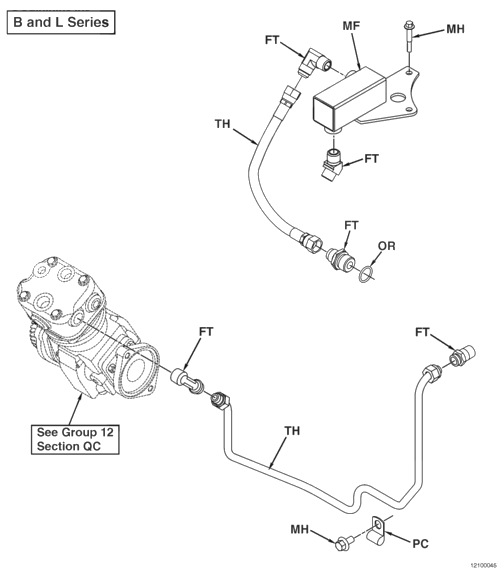 B and L Series
MF
MH
FT
TH
FT
FT
OR
FT
FT
See Group 12
Section QC
TH
MH
PC
12100046